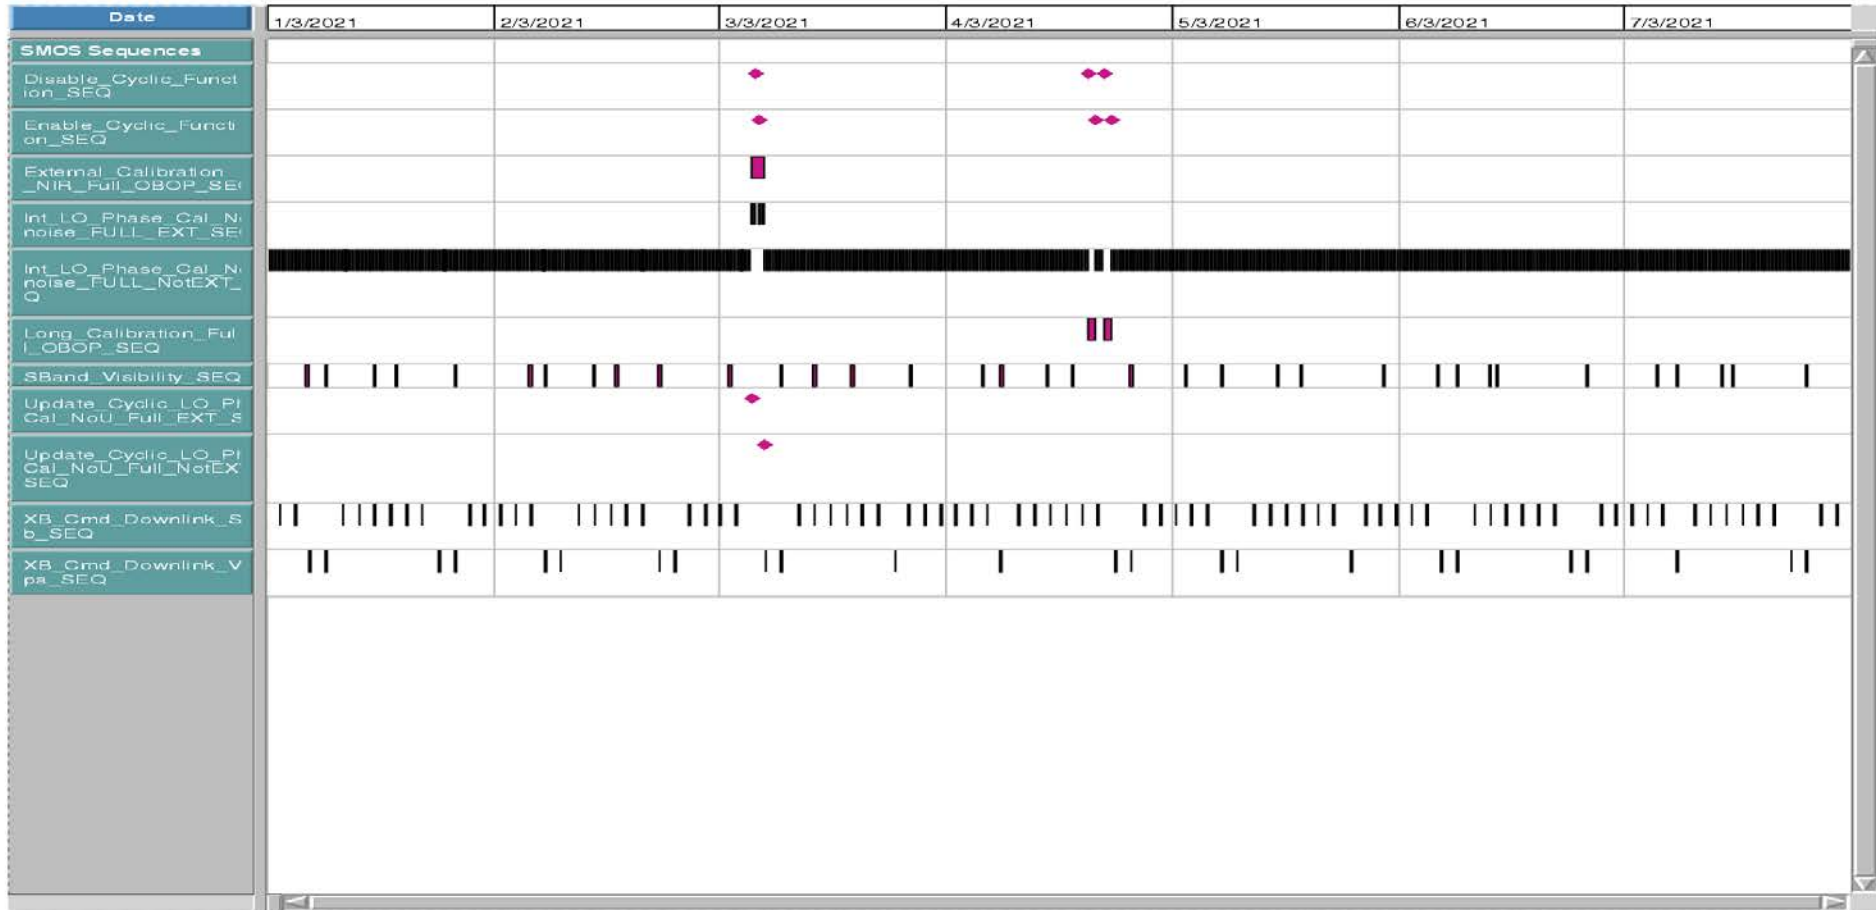 Date
1/3/2021 2/3/2021 3/3/2021 4/3/2021 5/3/2021 6/3/2021 7/3/2021
SMOS Sequences
Disable_Cyclic_Funct
ion_SEQ
Enable_Cyclic_Functi
on_SEQ
External_Calibration
_NIR_Full_OBOP_SE
Int_LO_Phase_Cal_N
noise_FULL_EXT_SE
Int_LO_Phase_Cal_N
noise_FULL_NotEXT_
Q
Long_Calibration_Ful
l_OBOP_SEQ
SBand_Visibility_SEQ
Update_Cyclic_LO_P
Cal_NoU_Full_EXT_S
Update_Cyclic_LO_P
Cal_NoU_Full_NotEX
SEQ
XB_Cmd_Downlink_S
b_SEQ
XB_Cmd_Downlink_V
pa_SEQ